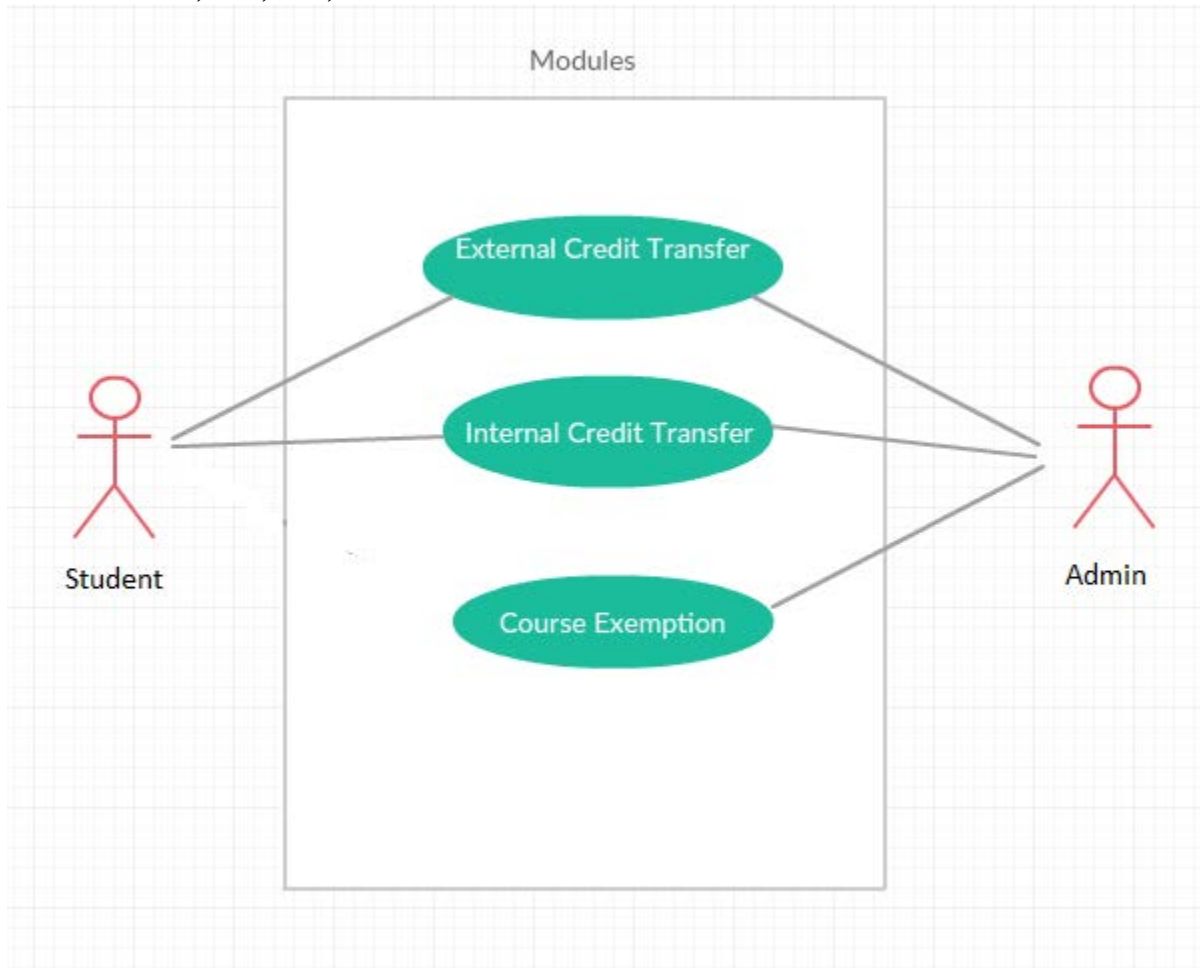 Modules
External Credit Transfer
Internal Credit Transfer
Course Exemption
Student
Admin